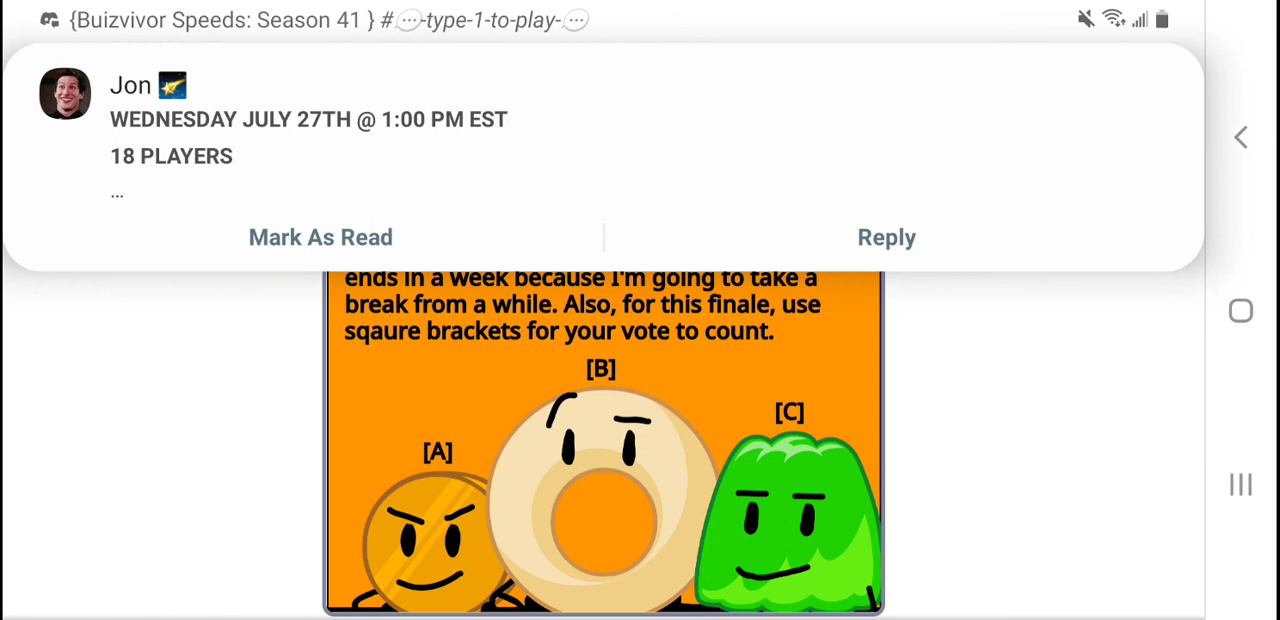 {Buizvivor Speeds: Season 41 } #💬-type-1-to-play-💬
Jon 🌠
WEDNESDAY JULY 27TH @ 1:00 PM EST
18 PLAYERS
...
Mark As Read
Reply
ends in a week because I'm going to take a
break from a while. Also, for this finale, use
sqaure brackets for your vote to count.
[B]
[C]
[A]